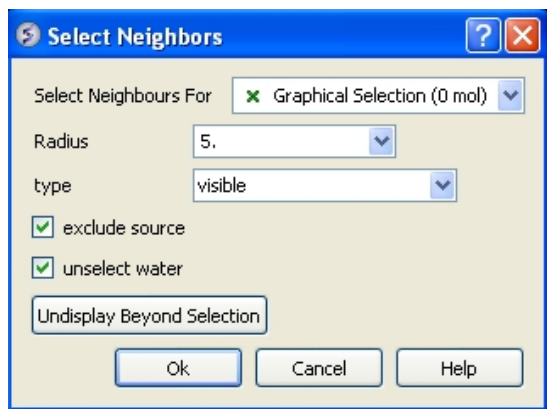 Select Neighbors
Select Neighbours For Graphical Selection (0 mol)
Radius 5.
type visible
exclude source
unselect water
Undisplay Beyond Selection
Ok Cancel Help